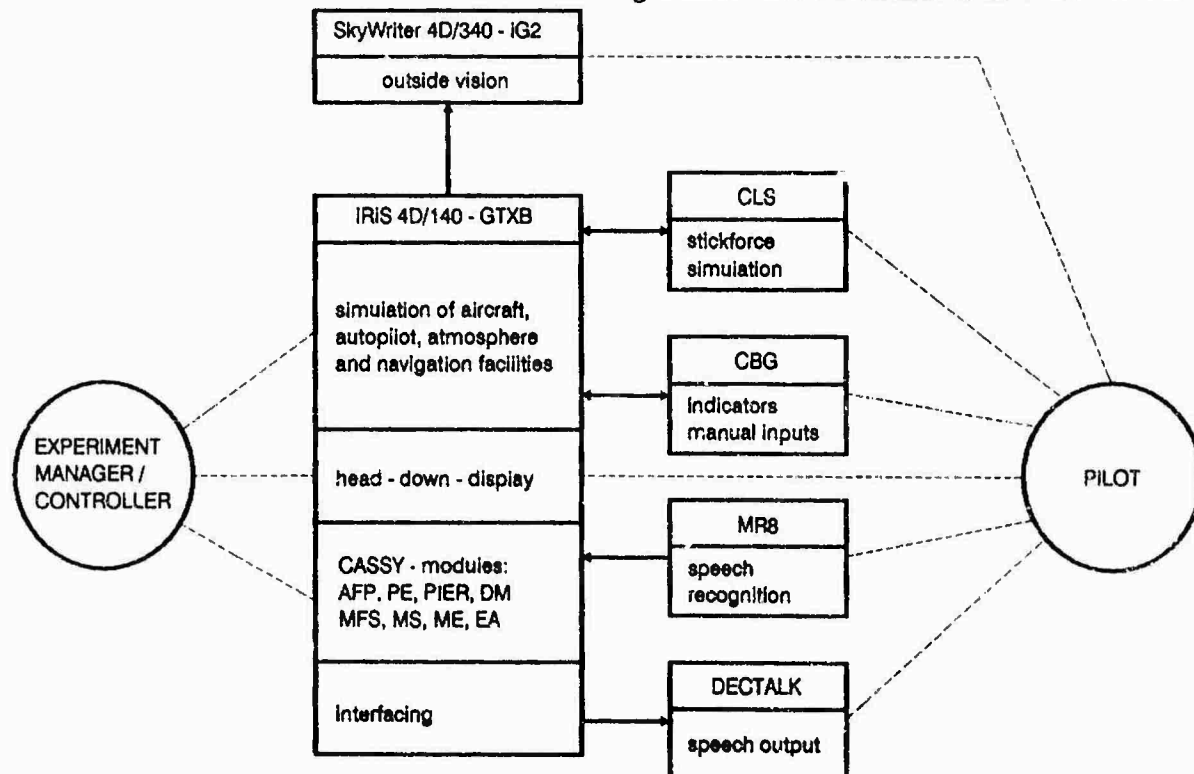 SkyWriter 4D/340 - IG2
outside vision
IRIS 4D/140 - GTXB
simulation of aircraft,
autopilot, atmosphere
and navigation facilities
head - down - display
CASSY - modules:
AFP, PE, PIER, DM
MFS, MS, ME, EA
Interfacing
CLS
stickforce
simulation
CBG
Indicators
manual inputs
MR8
speech
recognition
DECTALK
speech output
EXPERIMENT
MANAGER /
CONTROLLER
PILOT